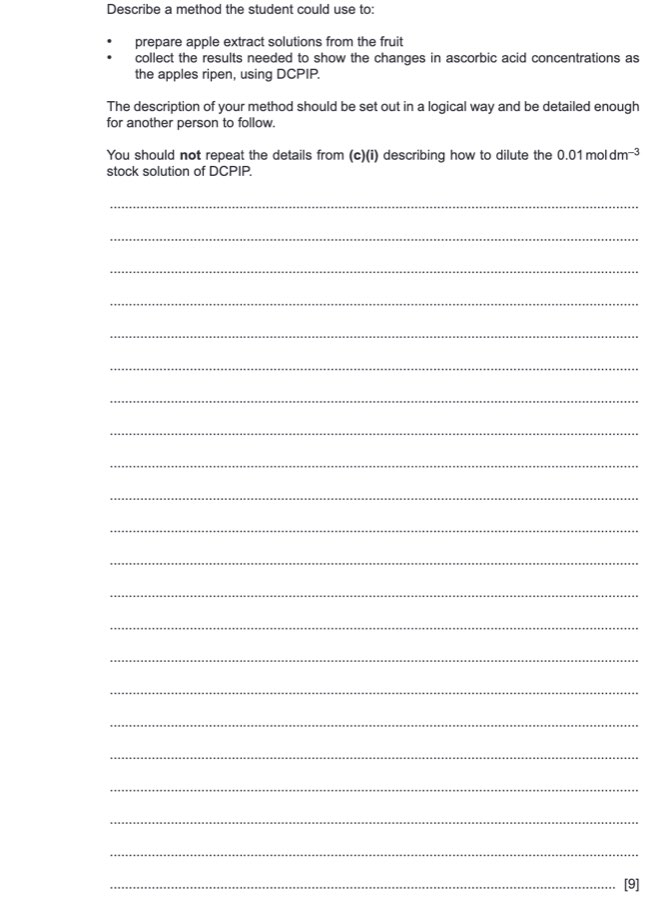 Describe a method the student could use to:
• prepare apple extract solutions from the fruit
• collect the results needed to show the changes in ascorbic acid concentrations as
the apples ripen, using DCPIP.
The description of your method should be set out in a logical way and be detailed enough
for another person to follow.
You should not repeat the details from (c)(i) describing how to dilute the 0.01 mol dm⁻³
stock solution of DCPIP.
[9]